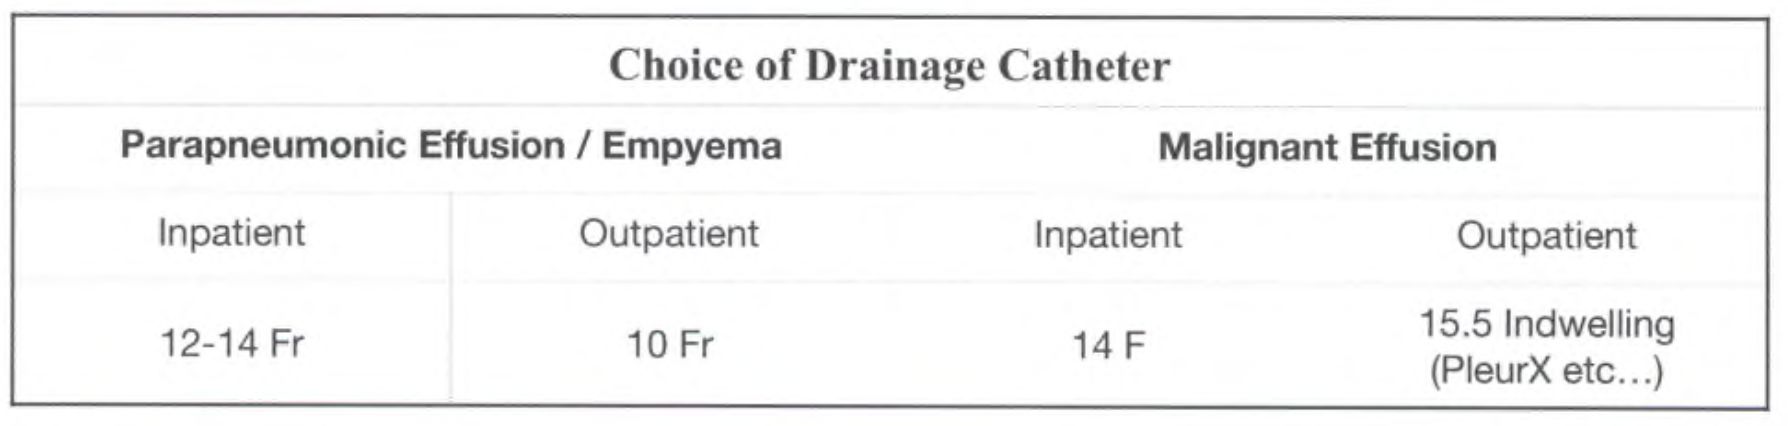 Choice of Drainage Catheter
Parapneumonic Effusion / Empyema Malignant Effusion
Inpatient Outpatient Inpatient Outpatient
12-14 Fr 10 Fr 14 F 15.5 Indwelling
(PleurX etc...)